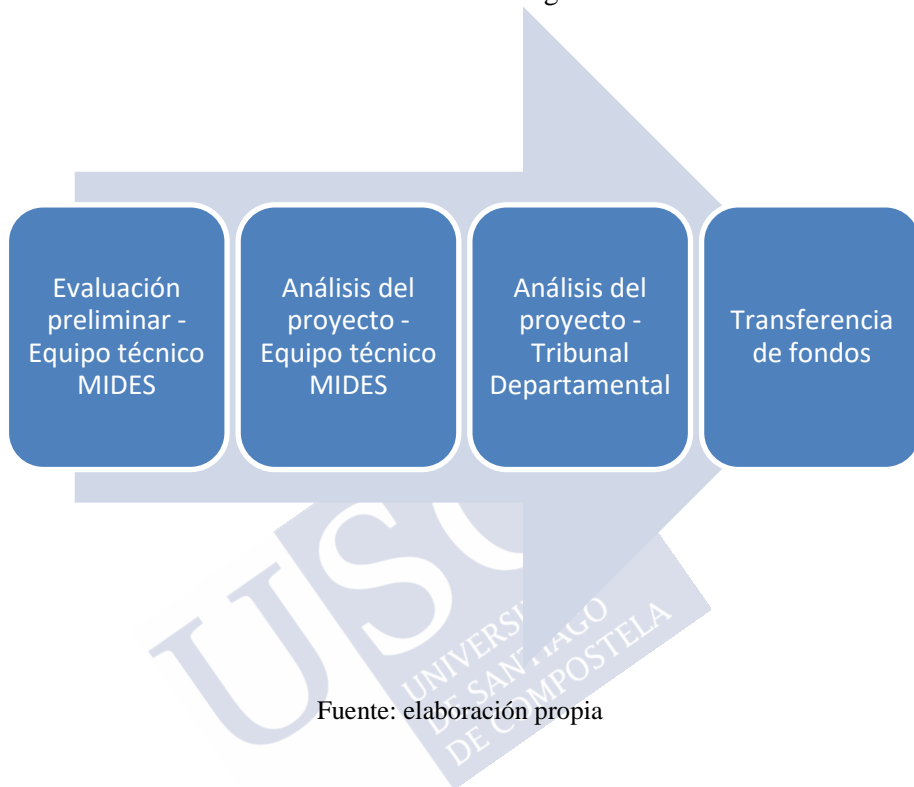 Evaluación
preliminar -
Equipo técnico
MIDES
Análisis del
proyecto -
Equipo técnico
MIDES
Análisis del
proyecto -
Tribunal
Departamental
Transferencia
de fondos
DE SANTIAGO
DE COMPOSTELA
Fuente: elaboración propia